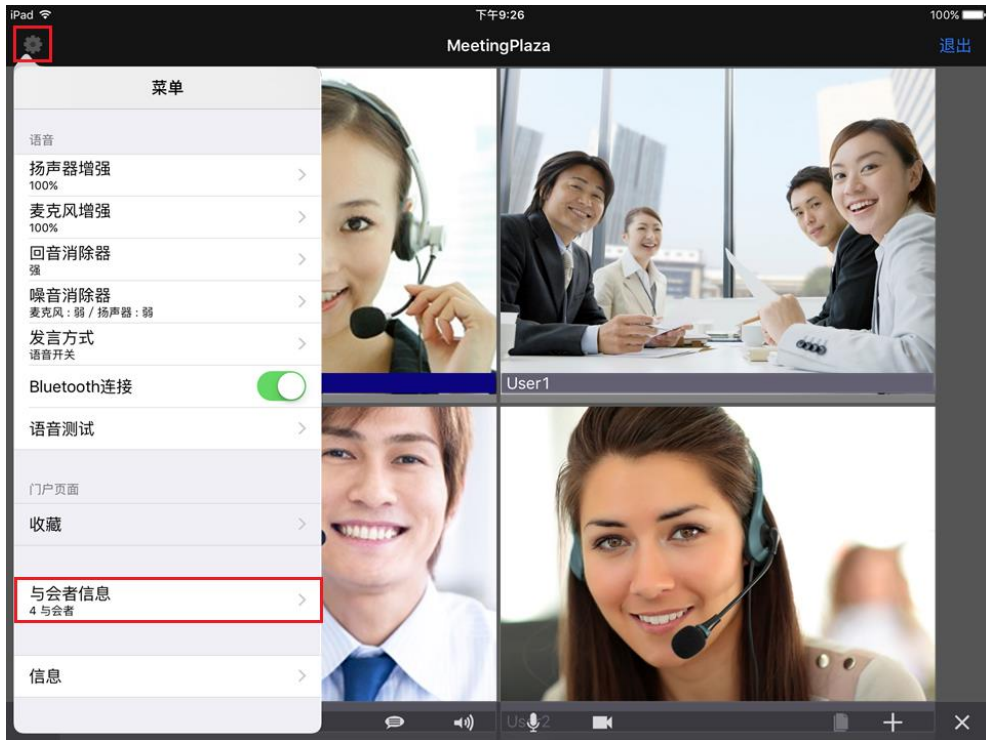 iPad 下午9:26 100%
MeetingPlaza 退出
菜单
语音
扬声器增强
100%
麦克风增强
100%
回音消除器
强
噪音消除器
麦克风：弱 / 扬声器：弱
发言方式
语音开关
Bluetooth连接
语音测试
门户页面
收藏
与会者信息
4 与会者
信息
User1
User2